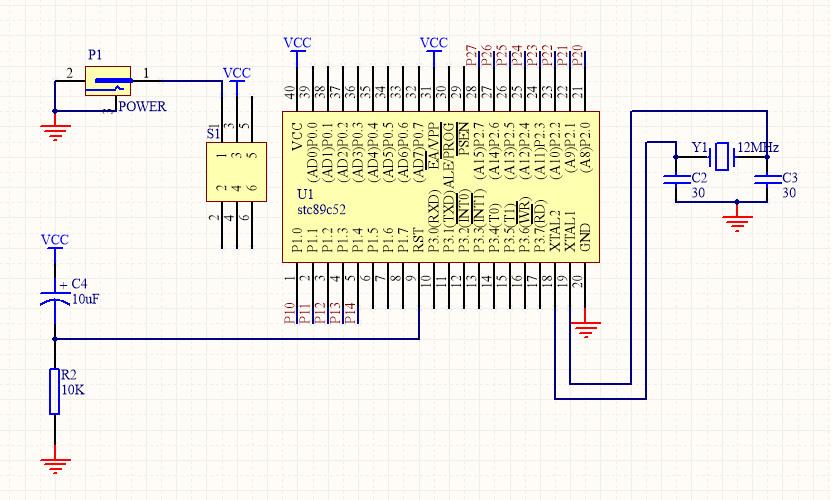 P1
2
1
3
POWER
VCC
1
3
5
S1
1 3 5
2 4 6
2
4
6
VCC
VCC
P27
P26
P25
P24
P23
P22
P21
P20
40
39
38
37
36
35
34
33
32
31
30
29
28
27
26
25
24
23
22
21
VCC
(AD0)P0.0
(AD1)P0.1
(AD2)P0.2
(AD3)P0.3
(AD4)P0.4
(AD5)P0.5
(AD6)P0.6
(AD7)P0.7
EA/VPP
ALE/PROG
PSEN
(A15)P2.7
(A14)P2.6
(A13)P2.5
(A12)P2.4
(A11)P2.3
(A10)P2.2
(A9)P2.1
(A8)P2.0
U1
stc89c52
P1.0
P1.1
P1.2
P1.3
P1.4
P1.5
P1.6
P1.7
RST
P3.0(RXD)
P3.1(TXD)
P3.2(INT0)
P3.3(INT1)
P3.4(T0)
P3.5(T1)
P3.6(WR)
P3.7(RD)
XTAL2
XTAL1
GND
1
2
3
4
5
6
7
8
9
10
11
12
13
14
15
16
17
18
19
20
P10
P11
P12
P13
P14
Y1
12MHz
C2
30
C3
30
VCC
+ C4
10uF
R2
10K